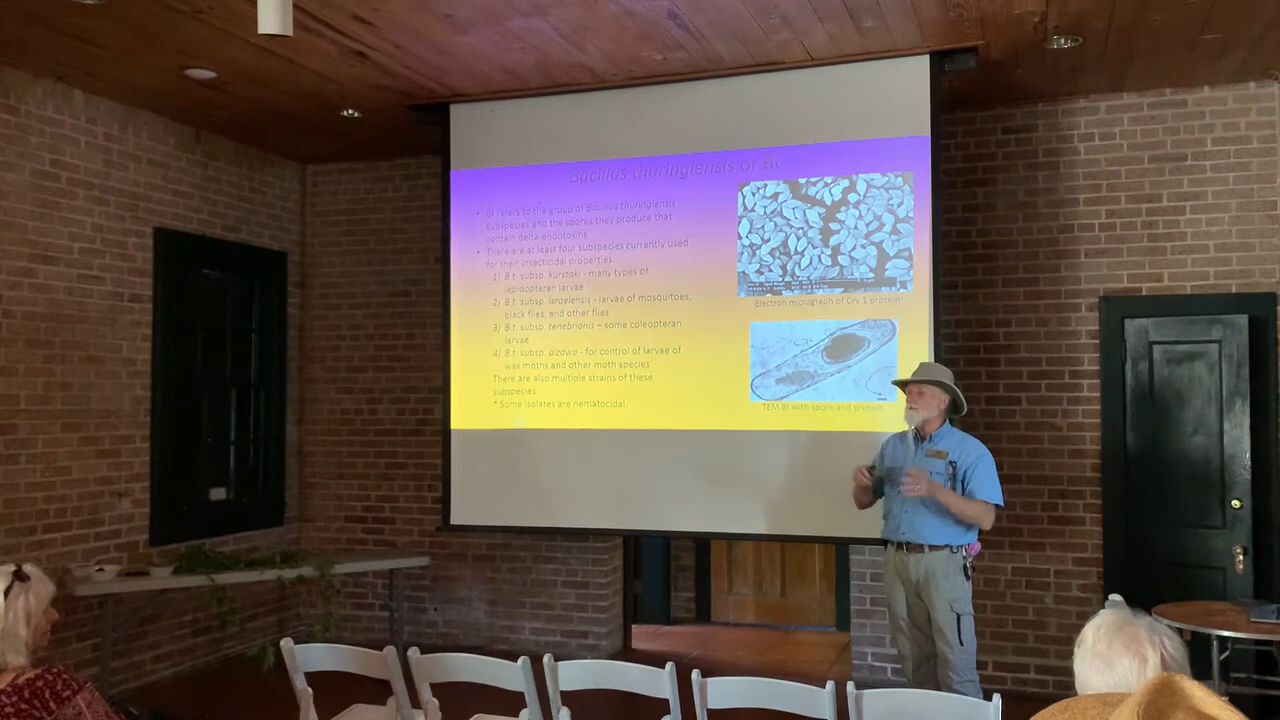 Bacillus thuringiensis or Bt
• Bt refers to the group of Bacillus thuringiensis
subspecies and the spores they produce that
contain delta-endotoxins.
• There are at least four subspecies currently used
for their insecticidal properties:
1) B.t. subsp. kurstaki - many types of
lepidopteran larvae
2) B.t. subsp. israelensis - larvae of mosquitoes,
black flies, and other flies
3) B.t. subsp. tenebrionis – some coleopteran
larvae
4) B.t. subsp. aizawa - for control of larvae of
wax moths and other moth species
There are also multiple strains of these
subspecies
* Some isolates are nematocidal.
Electron micrograph of Cry 1 protein
TEM Bt with spore and protein